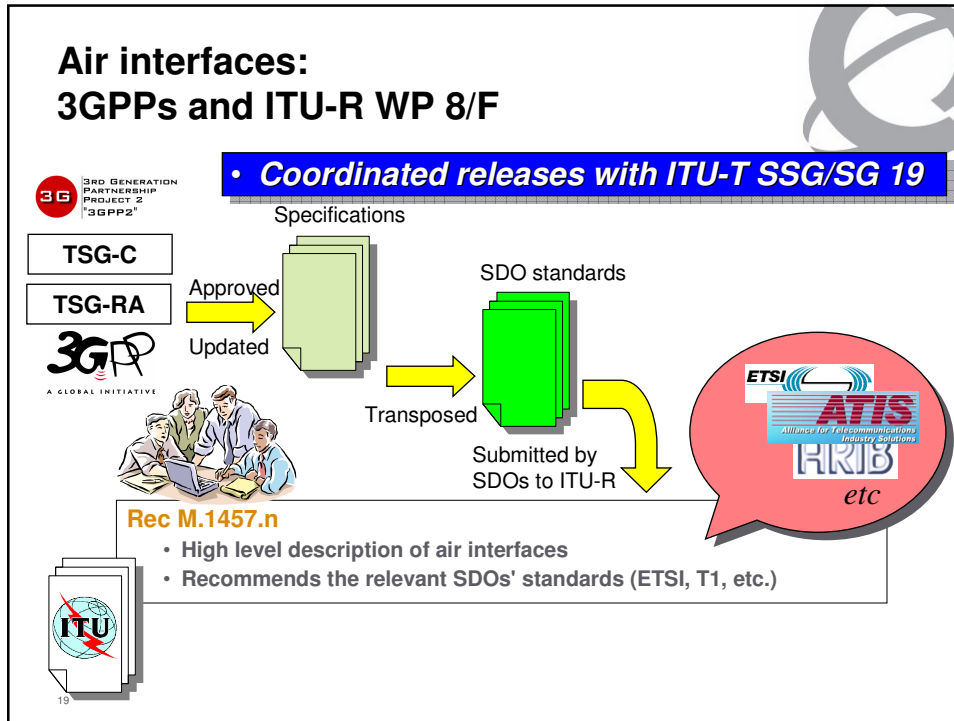 Air interfaces:
3GPPs and ITU-R WP 8/F
• Coordinated releases with ITU-T SSG/SG 19
3G
3RD GENERATION
PARTNERSHIP
PROJECT 2
"3GPP2"
Specifications
TSG-C
TSG-RA
Approved
Updated
SDO standards
3GPP
A GLOBAL INITIATIVE
Transposed
Submitted by
SDOs to ITU-R
ETSI
ATIS
Alliance for Telecommunications
Industry Solutions
etc
Rec M.1457.n
• High level description of air interfaces
• Recommends the relevant SDOs' standards (ETSI, T1, etc.)
ITU
19